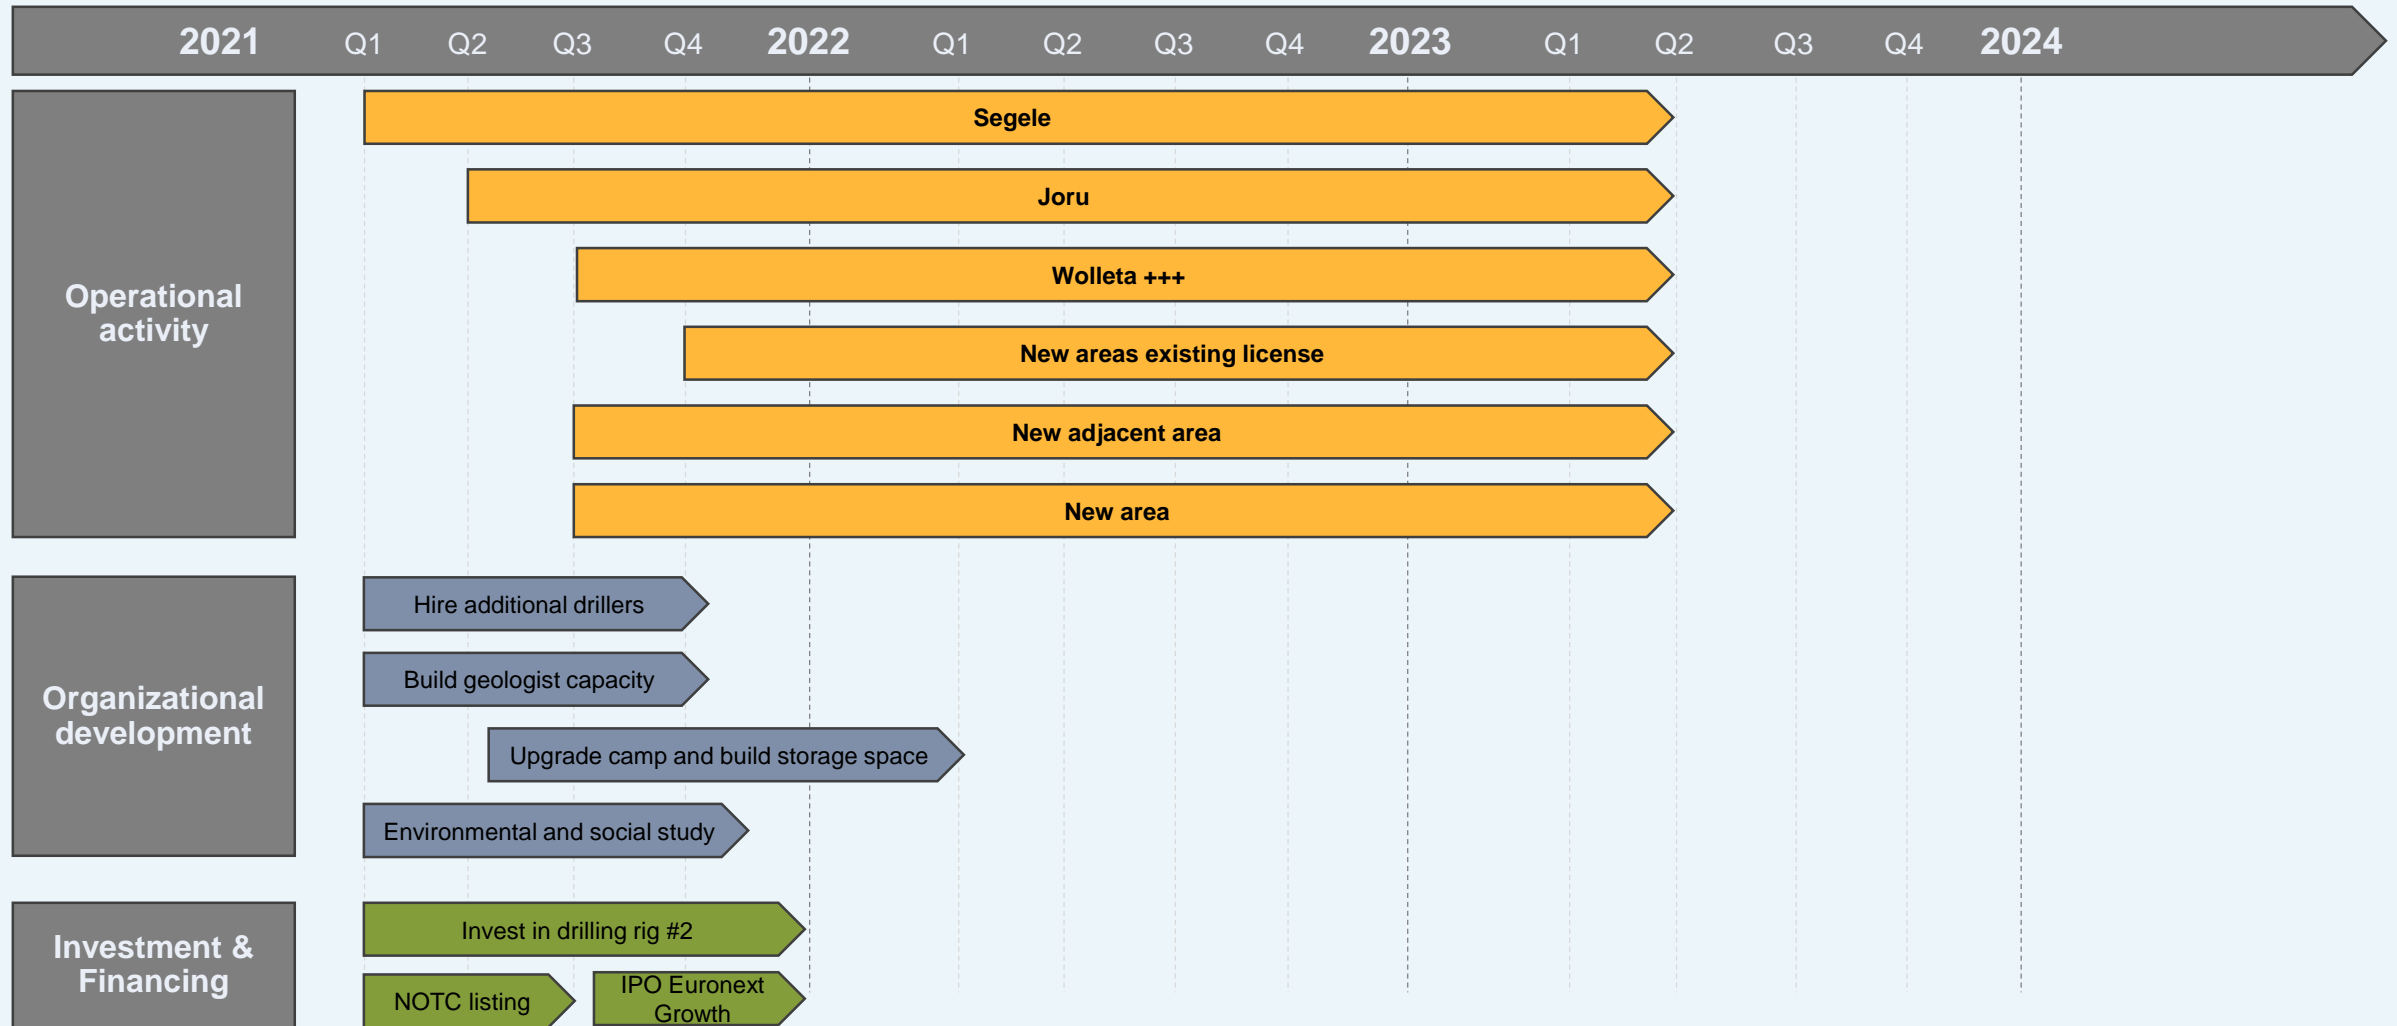 2021 Q1 Q2 Q3 Q4 2022 Q1 Q2 Q3 Q4 2023 Q1 Q2 Q3 Q4 2024
Operational
activity
Segele
Joru
Wolleta +++
New areas existing license
New adjacent area
New area
Organizational
development
Hire additional drillers
Build geologist capacity
Upgrade camp and build storage space
Environmental and social study
Investment &
Financing
Invest in drilling rig #2
NOTC listing
IPO Euronext
Growth